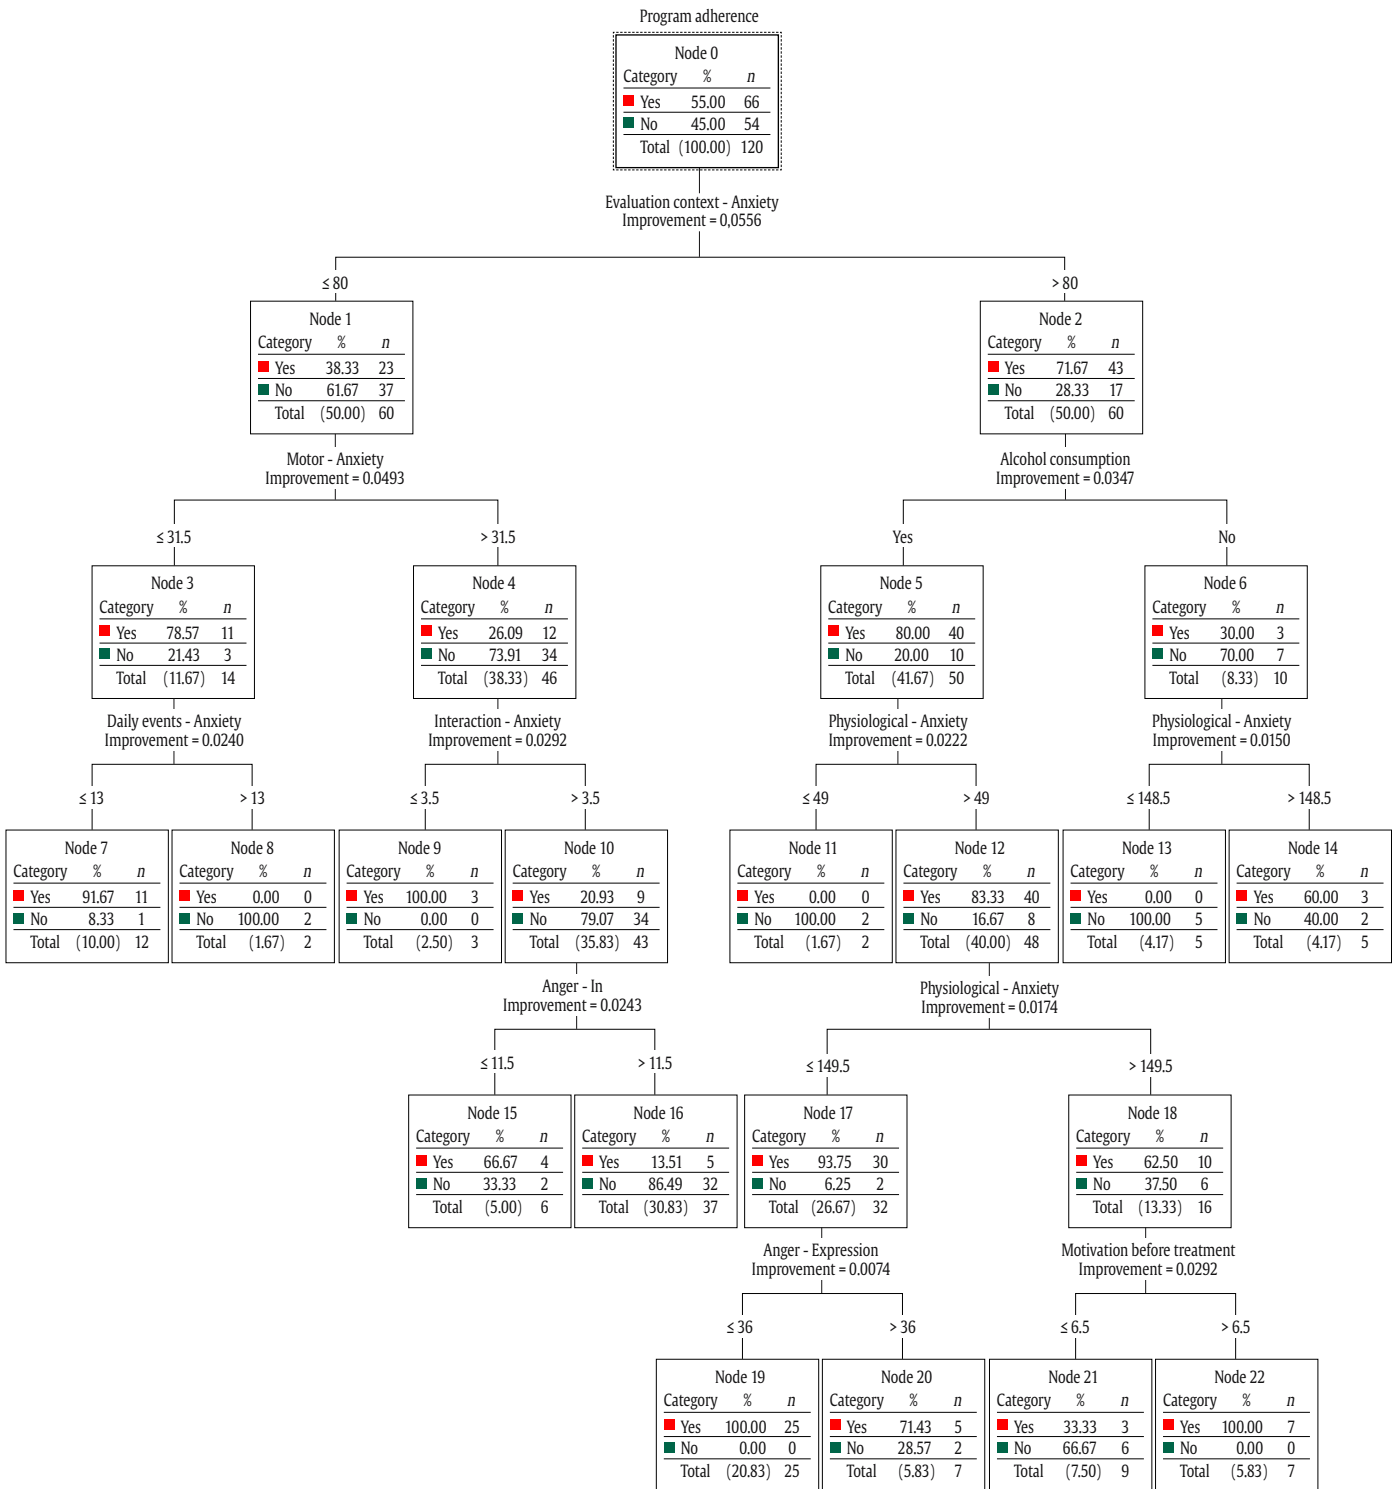 Program adherence
Node 0
Category % n
Yes 55.00 66
No 45.00 54
Total (100.00) 120
Evaluation context - Anxiety
Improvement = 0,0556
≤ 80
> 80
Node 1
Category % n
Yes 38.33 23
No 61.67 37
Total (50.00) 60
Motor - Anxiety
Improvement = 0.0493
Node 2
Category % n
Yes 71.67 43
No 28.33 17
Total (50.00) 60
Alcohol consumption
Improvement = 0.0347
≤ 31.5
> 31.5
Yes
No
Node 3
Category % n
Yes 78.57 11
No 21.43 3
Total (11.67) 14
Daily events - Anxiety
Improvement = 0.0240
Node 4
Category % n
Yes 26.09 12
No 73.91 34
Total (38.33) 46
Interaction - Anxiety
Improvement = 0.0292
Node 5
Category % n
Yes 80.00 40
No 20.00 10
Total (41.67) 50
Physiological - Anxiety
Improvement = 0.0222
Node 6
Category % n
Yes 30.00 3
No 70.00 7
Total (8.33) 10
Physiological - Anxiety
Improvement = 0.0150
≤ 13
> 13
≤ 3.5
> 3.5
≤ 49
> 49
≤ 148.5
> 148.5
Node 7
Category % n
Yes 91.67 11
No 8.33 1
Total (10.00) 12
Node 8
Category % n
Yes 0.00 0
No 100.00 2
Total (1.67) 2
Node 9
Category % n
Yes 100.00 3
No 0.00 0
Total (2.50) 3
Node 10
Category % n
Yes 20.93 9
No 79.07 34
Total (35.83) 43
Anger - In
Improvement = 0.0243
Node 11
Category % n
Yes 0.00 0
No 100.00 2
Total (1.67) 2
Node 12
Category % n
Yes 83.33 40
No 16.67 8
Total (40.00) 48
Physiological - Anxiety
Improvement = 0.0174
Node 13
Category % n
Yes 0.00 0
No 100.00 5
Total (4.17) 5
Node 14
Category % n
Yes 60.00 3
No 40.00 2
Total (4.17) 5
≤ 11.5
> 11.5
≤ 149.5
> 149.5
Node 15
Category % n
Yes 66.67 4
No 33.33 2
Total (5.00) 6
Node 16
Category % n
Yes 13.51 5
No 86.49 32
Total (30.83) 37
Node 17
Category % n
Yes 93.75 30
No 6.25 2
Total (26.67) 32
Anger - Expression
Improvement = 0.0074
Node 18
Category % n
Yes 62.50 10
No 37.50 6
Total (13.33) 16
Motivation before treatment
Improvement = 0.0292
≤ 36
> 36
≤ 6.5
> 6.5
Node 19
Category % n
Yes 100.00 25
No 0.00 0
Total (20.83) 25
Node 20
Category % n
Yes 71.43 5
No 28.57 2
Total (5.83) 7
Node 21
Category % n
Yes 33.33 3
No 66.67 6
Total (7.50) 9
Node 22
Category % n
Yes 100.00 7
No 0.00 0
Total (5.83) 7